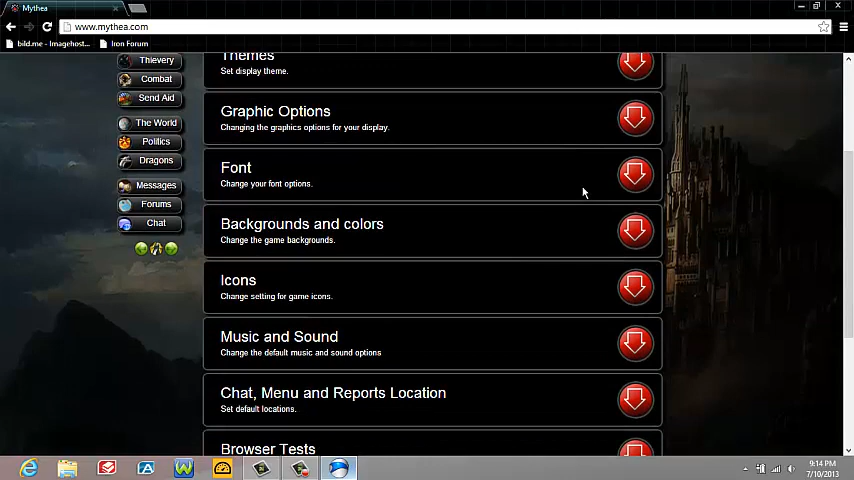 Mythea
www.mythea.com
bild.me - Imagehost...
Iron Forum
Thievery
Combat
Send Aid
The World
Politics
Dragons
Messages
Forums
Chat
Themes
Set display theme.
Graphic Options
Changing the graphics options for your display.
Font
Change your font options.
Backgrounds and colors
Change the game backgrounds.
Icons
Change setting for game icons.
Music and Sound
Change the default music and sound options
Chat, Menu and Reports Location
Set default locations.
Browser Tests
9:14 PM
7/10/2013